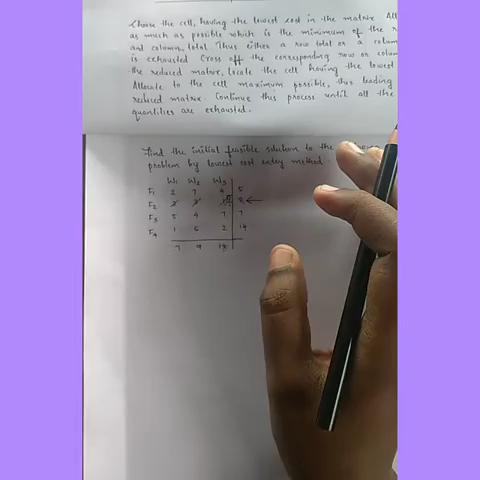 Choose the cell, having the lowest cost in the matrix. All
as much as possible which is the minimum of the r
and column, total. Thus either a row total or a colum
is exhausted Cross off the corresponding row or colum
the reduced matrix, locate the cell having the lowest
Allocate to the cell maximum possible, thus leading
reduced matrix. Continue this process until all the
quantities are exhausted.
Find the initial feasible solution to the
problem by lowest cost entry method.
W1 W2 W3
F1 2 7 4 5
F2 3 3 8
F3 5 4 7 7
F4 1 6 2 14
7 9 18